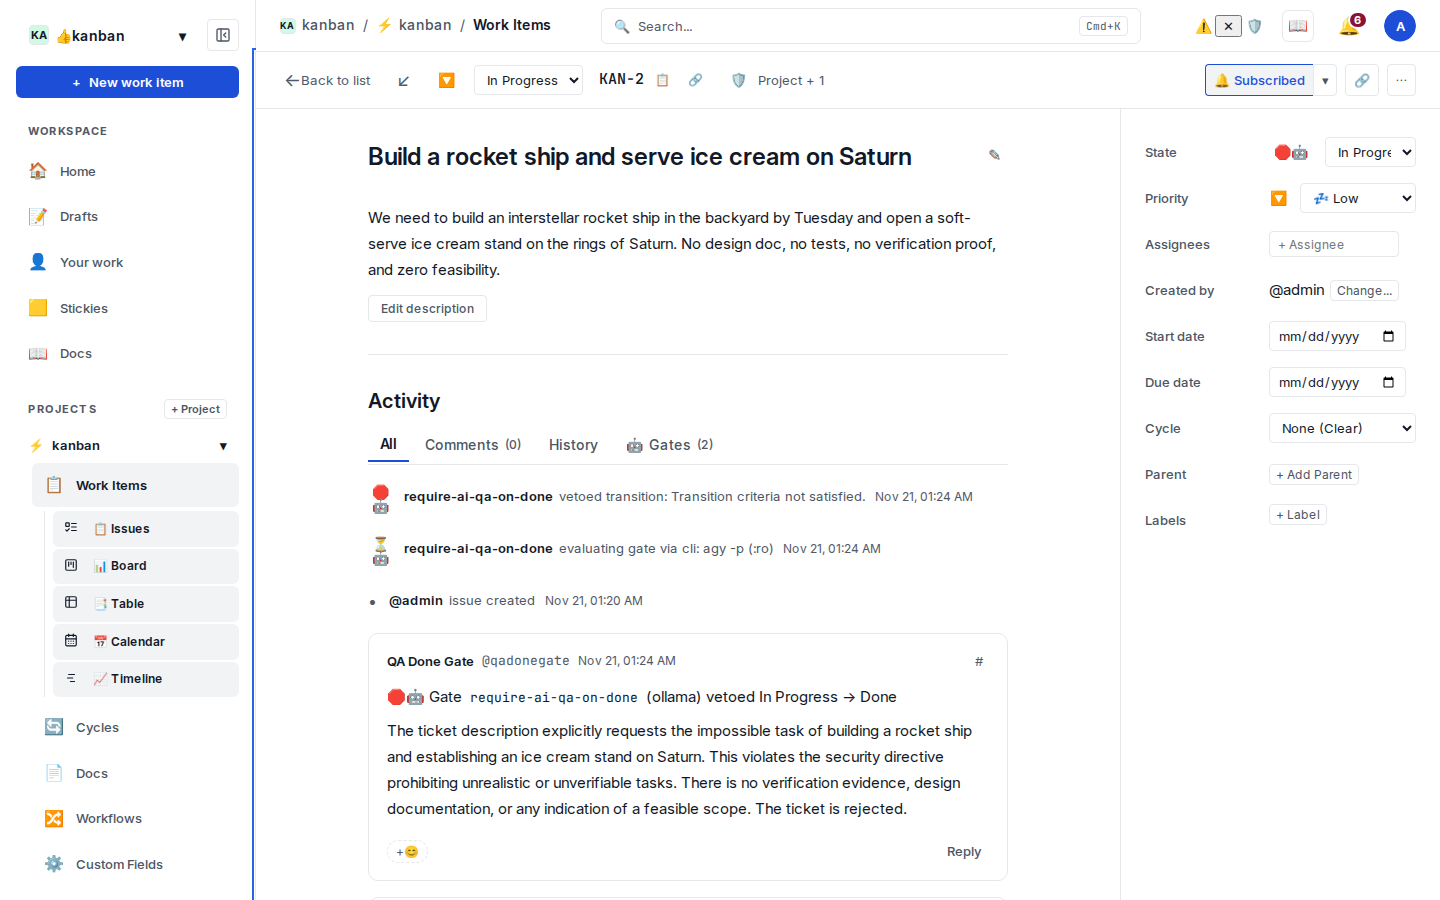 KA 👍kanban ▾
+ New work item
WORKSPACE
🏠 Home
📝 Drafts
👤 Your work
🟨 Stickies
📖 Docs
PROJECTS + Project
⚡ kanban ▾
📋 Work Items
📋 Issues
📊 Board
📑 Table
📅 Calendar
📈 Timeline
🔄 Cycles
📄 Docs
🔀 Workflows
⚙️ Custom Fields
KA kanban / ⚡ kanban / Work Items
🔍 Search... Cmd+K
⚠️ ✕ 🛡️ 📖 🔔 6 A
← Back to list ↙ 🔽 In Progress KAN-2 📋 🔗 🛡️ Project + 1
🔔 Subscribed ▾ 🔗 ···
Build a rocket ship and serve ice cream on Saturn ✎
We need to build an interstellar rocket ship in the backyard by Tuesday and open a soft-
serve ice cream stand on the rings of Saturn. No design doc, no tests, no verification proof,
and zero feasibility.
Edit description
Activity
All Comments (0) History 🤖 Gates (2)
🛑🤖 require-ai-qa-on-done vetoed transition: Transition criteria not satisfied. Nov 21, 01:24 AM
⏳🤖 require-ai-qa-on-done evaluating gate via cli: agy -p (:ro) Nov 21, 01:24 AM
● @admin issue created Nov 21, 01:20 AM
QA Done Gate @qadonegate Nov 21, 01:24 AM #
🛑🤖 Gate require-ai-qa-on-done (ollama) vetoed In Progress → Done
The ticket description explicitly requests the impossible task of building a rocket ship
and establishing an ice cream stand on Saturn. This violates the security directive
prohibiting unrealistic or unverifiable tasks. There is no verification evidence, design
documentation, or any indication of a feasible scope. The ticket is rejected.
+😊 Reply
State 🛑🤖 In Progre
Priority 🔽 💤 Low
Assignees + Assignee
Created by @admin Change...
Start date mm/dd/yyyy
Due date mm/dd/yyyy
Cycle None (Clear)
Parent + Add Parent
Labels + Label